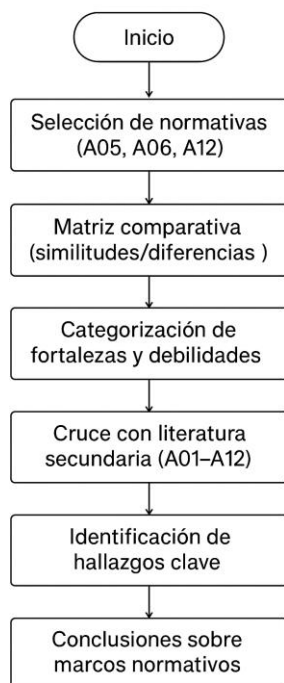 Inicio
Selección de normativas
(A05, A06, A12)
Matriz comparativa
(similitudes/diferencias )
Categorización de
fortalezas y debilidades
Cruce con literatura
secundaria (A01–A12)
Identificación de
hallazgos clave
Conclusiones sobre
marcos normativos